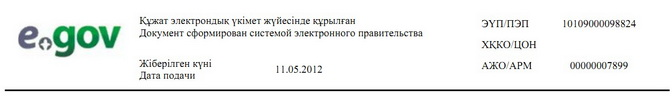 e.gov
Құжат электрондық үкімет жүйесінде құрылған
Документ сформирован системой электронного правительства
ЭҮП/ПЭП 10109000098824
ХҚКО/ЦОН
Жіберілген күні
Дата подачи 11.05.2012
АЖО/АРМ 00000007899